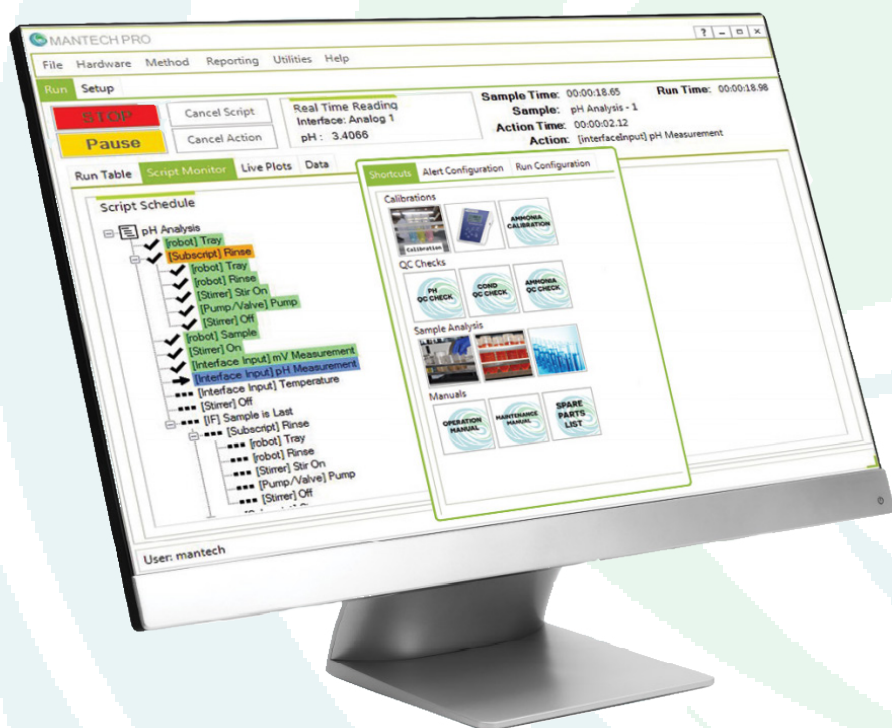 MANTECH PRO
? – □ ×
File Hardware Method Reporting Utilities Help
Run Setup
STOP Cancel Script
Pause Cancel Action
Real Time Reading
Interface: Analog 1
pH : 3.4066
Sample Time: 00:00:18.65 Run Time: 00:00:18.98
Sample: pH Analysis - 1
Action Time: 00:00:02.12
Action: [interfaceInput] pH Measurement
Run Table Script Monitor Live Plots Data
Script Schedule
pH Analysis
[robot] Tray
[Subscript] Rinse
[robot] Tray
[robot] Rinse
[Stirrer] Stir On
[Pump/Valve] Pump
[Stirrer] Off
[robot] Sample
[Stirrer] On
[Interface Input] mV Measurement
[Interface Input] pH Measurement
[Interface Input] Temperature
[Stirrer] Off
[IF] Sample is Last
[Subscript] Rinse
[robot] Tray
[robot] Rinse
[Stirrer] Stir On
[Pump/Valve] Pump
[Stirrer] Off
Shortcuts Alert Configuration Run Configuration
Calibrations
Calibration
AMMONIA
CALIBRATION
QC Checks
PH
QC CHECK
COND
QC CHECK
AMMONIA
QC CHECK
Sample Analysis
Manuals
OPERATION
MANUAL
MAINTENANCE
MANUAL
SPARE
PARTS
LIST
User: mantech